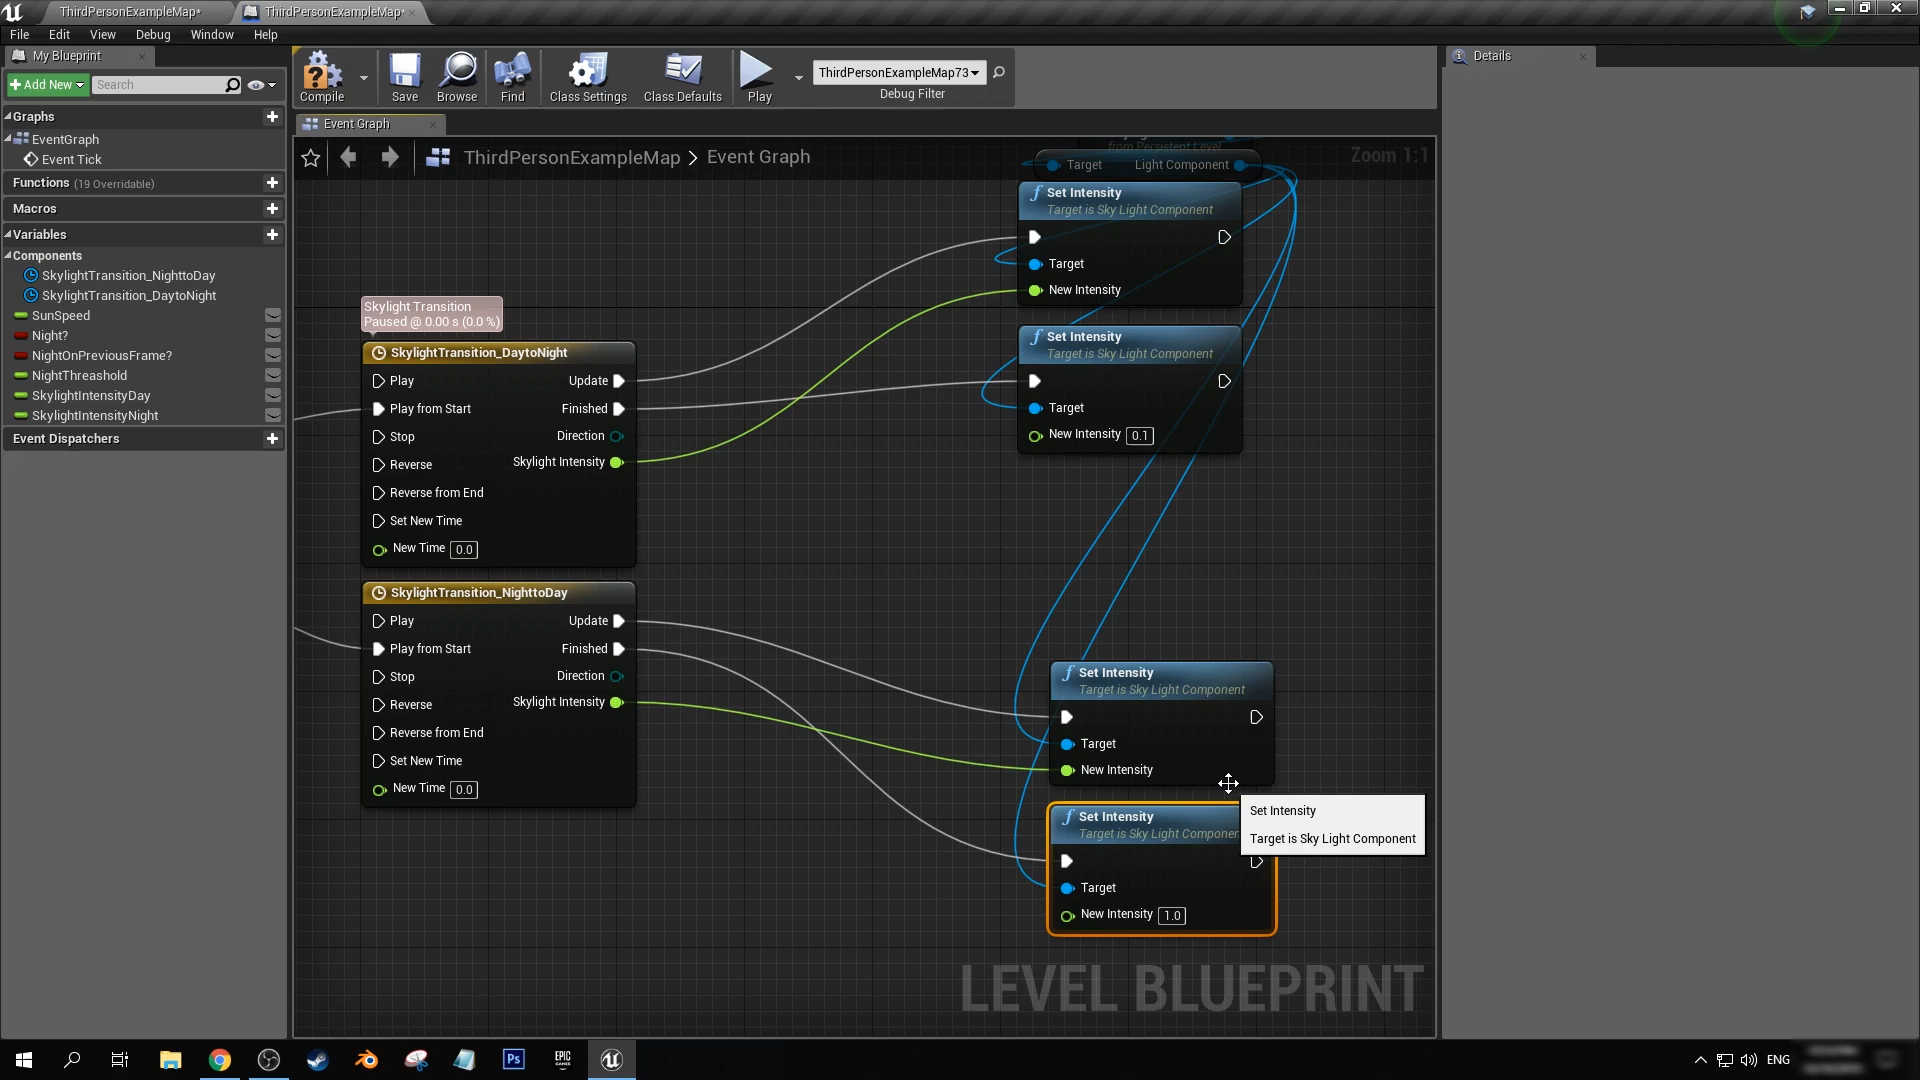 ThirdPersonExampleMap*
ThirdPersonExampleMap*
File Edit View Debug Window Help
My Blueprint
Add New
Search
Graphs
EventGraph
Event Tick
Functions (19 Overridable)
Macros
Variables
Components
SkylightTransition_NighttoDay
SkylightTransition_DaytoNight
SunSpeed
Night?
NightOnPreviousFrame?
NightThreashold
SkylightIntensityDay
SkylightIntensityNight
Event Dispatchers
Compile
Save
Browse
Find
Class Settings
Class Defaults
Play
ThirdPersonExampleMap73
Debug Filter
Event Graph
ThirdPersonExampleMap > Event Graph
Zoom 1:1
from Persistent Level
Target Light Component
Set Intensity
Target is Sky Light Component
Target
New Intensity
Set Intensity
Target is Sky Light Component
Target
New Intensity 0.1
Skylight Transition
Paused @ 0.00 s (0.0 %)
SkylightTransition_DaytoNight
Play Update
Play from Start Finished
Stop Direction
Reverse Skylight Intensity
Reverse from End
Set New Time
New Time 0.0
SkylightTransition_NighttoDay
Play Update
Play from Start Finished
Stop Direction
Reverse Skylight Intensity
Reverse from End
Set New Time
New Time 0.0
Set Intensity
Target is Sky Light Component
Target
New Intensity
Set Intensity
Target is Sky Light Componen
Target
New Intensity 1.0
Set Intensity
Target is Sky Light Component
LEVEL BLUEPRINT
Details
Ps
EPIC
GAMES
ENG